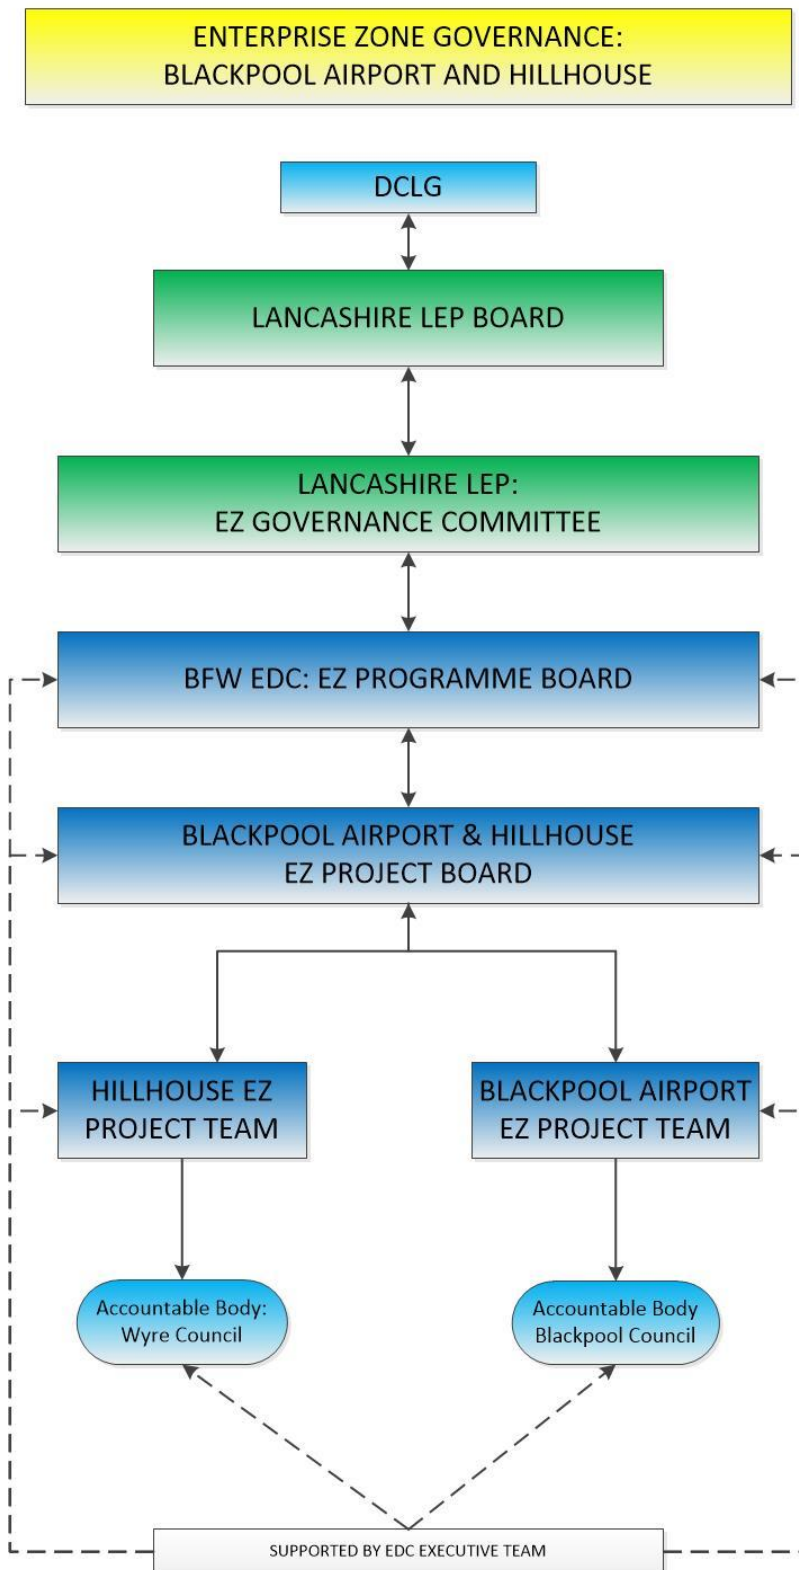 ENTERPRISE ZONE GOVERNANCE:
BLACKPOOL AIRPORT AND HILLHOUSE
DCLG
LANCASHIRE LEP BOARD
LANCASHIRE LEP:
EZ GOVERNANCE COMMITTEE
BFW EDC: EZ PROGRAMME BOARD
BLACKPOOL AIRPORT & HILLHOUSE
EZ PROJECT BOARD
HILLHOUSE EZ
PROJECT TEAM
BLACKPOOL AIRPORT
EZ PROJECT TEAM
Accountable Body:
Wyre Council
Accountable Body
Blackpool Council
SUPPORTED BY EDC EXECUTIVE TEAM